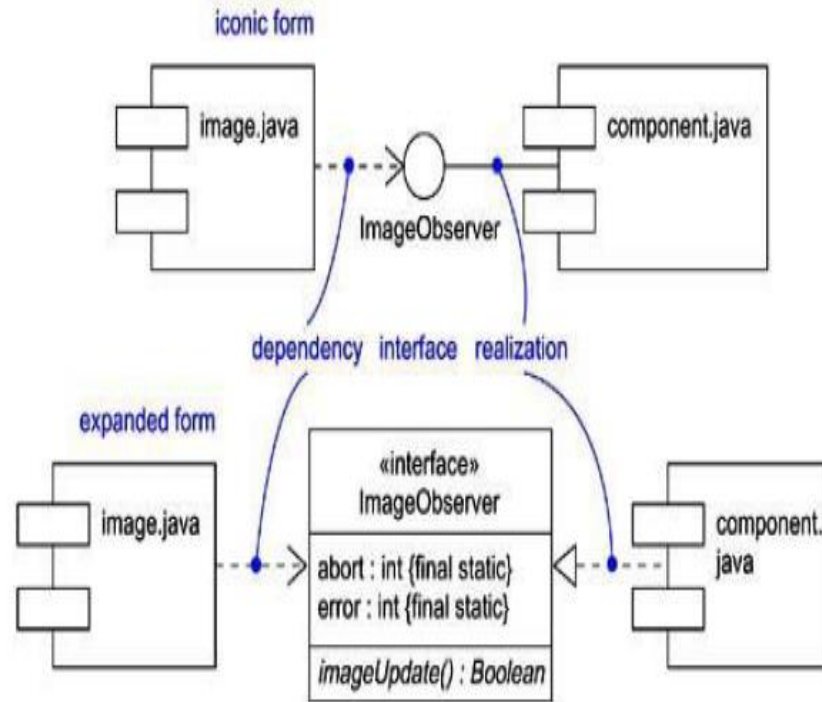 iconic form
image.java
component.java
ImageObserver
dependency interface realization
expanded form
«interface»
ImageObserver
image.java
component.
java
abort : int {final static}
error : int {final static}
imageUpdate() : Boolean